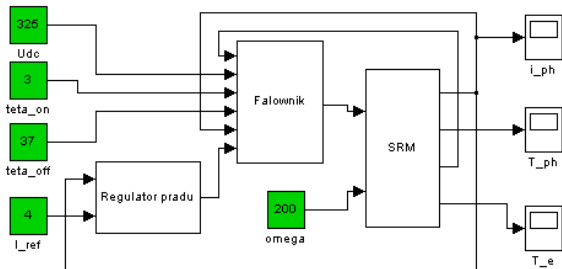 325
Udc
3
teta_on
37
teta_off
4
I_ref
Regulator pradu
Falownik
200
omega
SRM
i_ph
T_ph
T_e